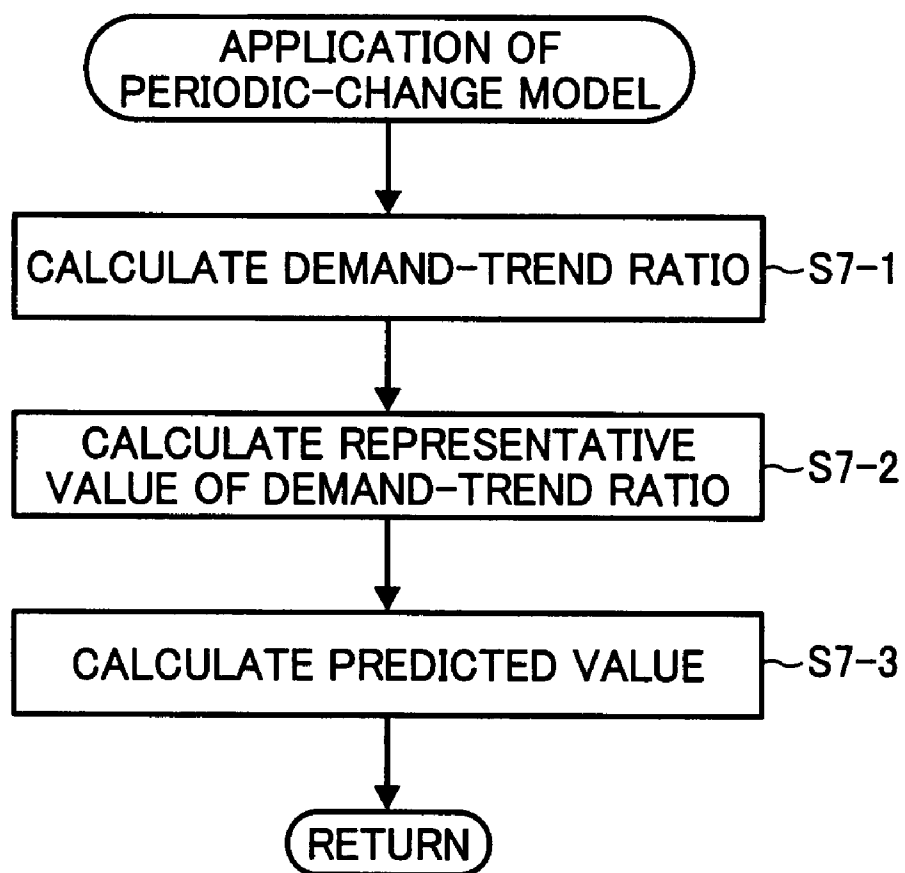 APPLICATION OF
PERIODIC-CHANGE MODEL
CALCULATE DEMAND-TREND RATIO
S7-1
CALCULATE REPRESENTATIVE
VALUE OF DEMAND-TREND RATIO
S7-2
CALCULATE PREDICTED VALUE
S7-3
RETURN